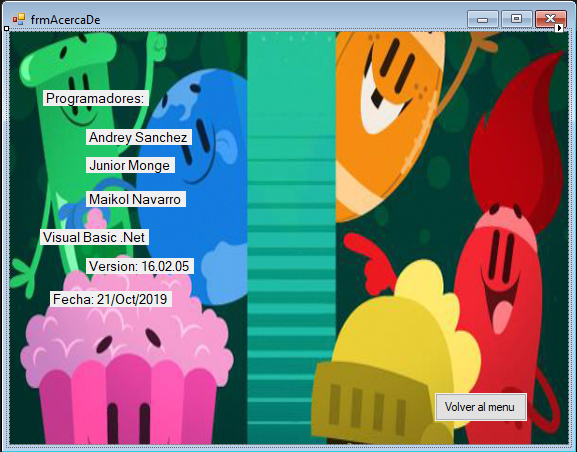 frmAcercaDe
Programadores:
Andrey Sanchez
Junior Monge
Maikol Navarro
Visual Basic .Net
Version: 16.02.05
Fecha: 21/Oct/2019
Volver al menu